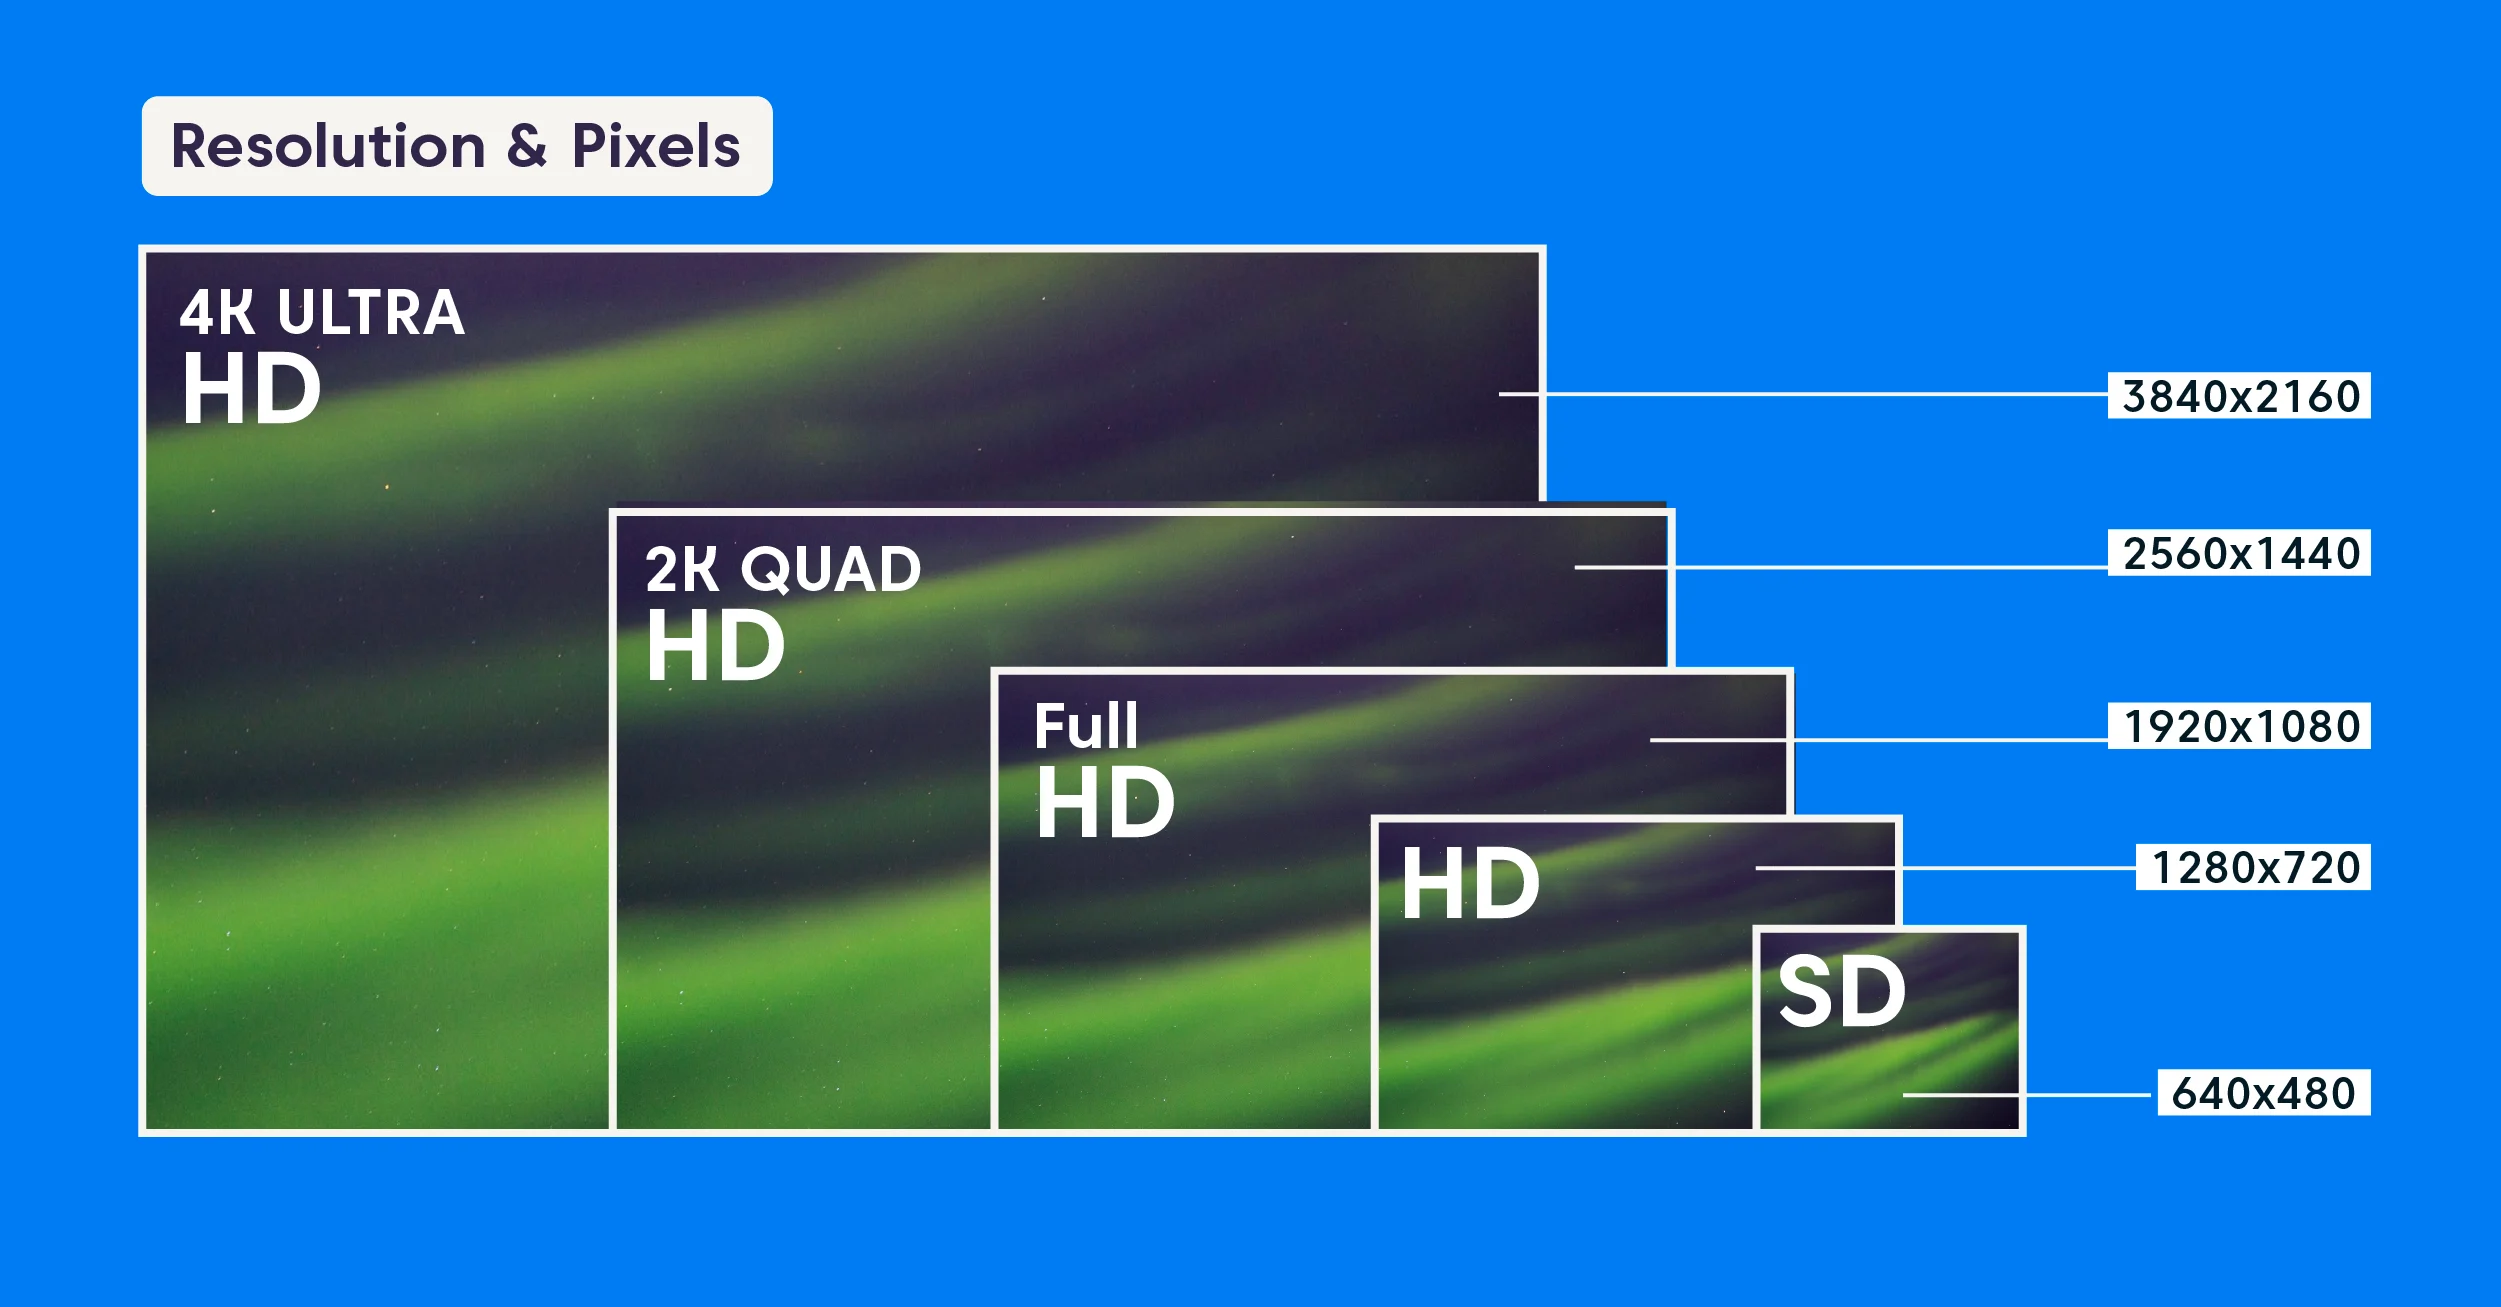 Resolution & Pixels
4K ULTRA
HD
3840x2160
2K QUAD
HD
2560x1440
Full
HD
1920x1080
HD
1280x720
SD
640x480